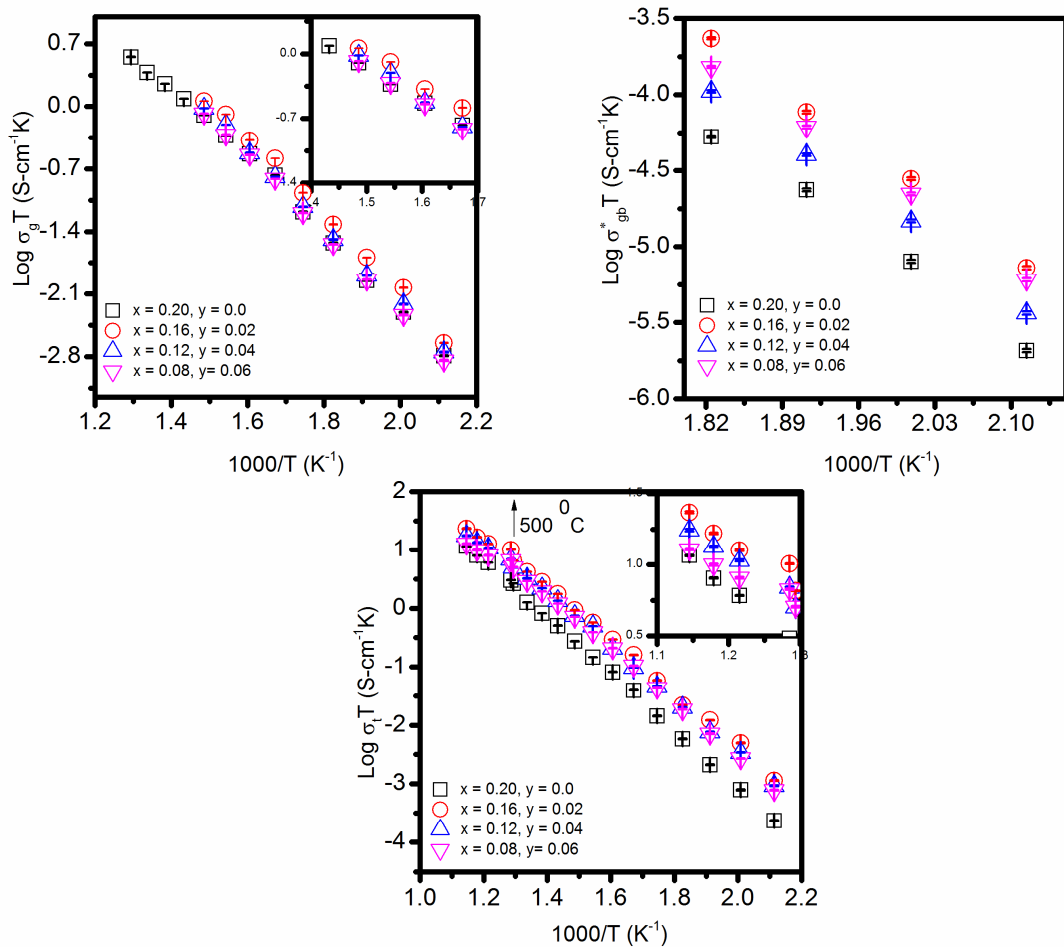 0.7
0.0
-0.7
-1.4
-2.1
-2.8
Log σgT (S-cm⁻¹K)
1.2 1.4 1.6 1.8 2.0 2.2
1000/T (K⁻¹)
0.0
-0.7
1.5 1.6 1.7
x = 0.20, y = 0.0
x = 0.16, y = 0.02
x = 0.12, y = 0.04
x = 0.08, y= 0.06
-3.5
-4.0
-4.5
-5.0
-5.5
-6.0
Log σ*gbT (S-cm⁻¹K)
1.82 1.89 1.96 2.03 2.10
1000/T (K⁻¹)
x = 0.20, y = 0.0
x = 0.16, y = 0.02
x = 0.12, y = 0.04
x = 0.08, y= 0.06
2
1
0
-1
-2
-3
-4
Log σtT (S-cm⁻¹K)
1.0 1.2 1.4 1.6 1.8 2.0 2.2
1000/T (K⁻¹)
500 ⁰C
1.0
0.5
1.1 1.2 1.3
x = 0.20, y = 0.0
x = 0.16, y = 0.02
x = 0.12, y = 0.04
x = 0.08, y= 0.06